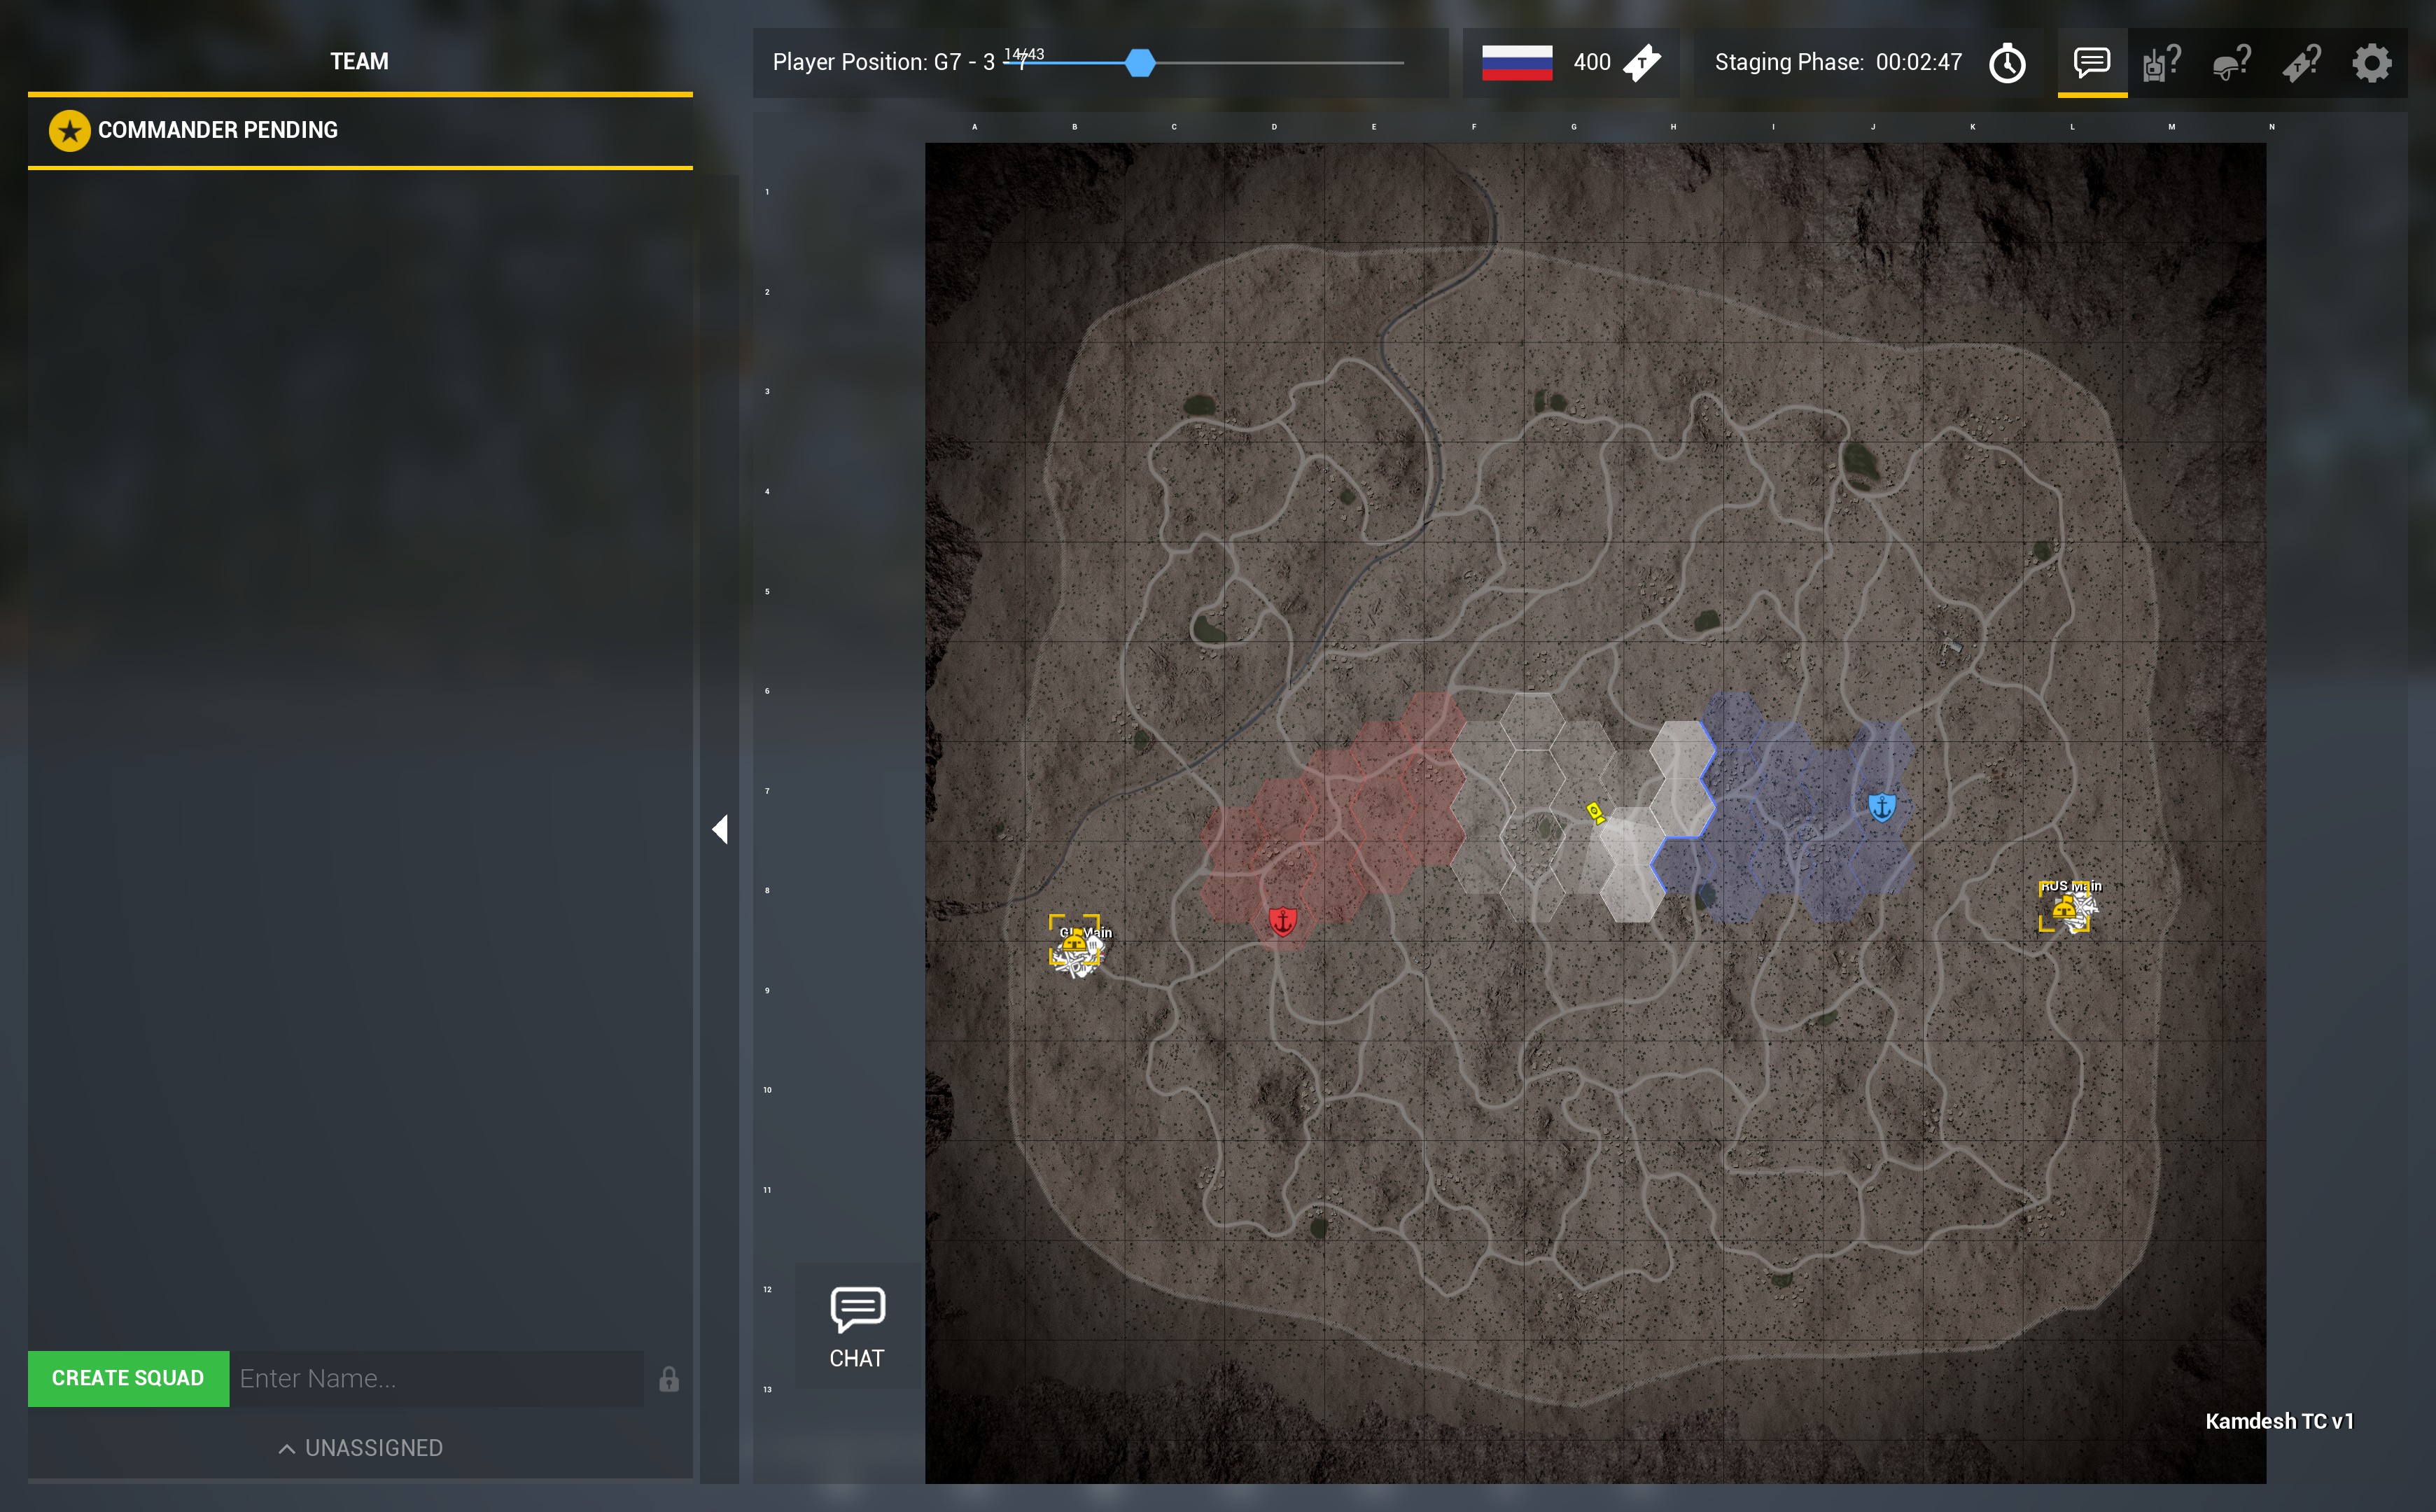 TEAM
COMMANDER PENDING
Player Position: G7 - 3 - 7
14/43
400
Staging Phase: 00:02:47
A B C D E F G H I J K L M N
1
2
3
4
5
6
7
8
9
10
11
12
13
RUS Main
Main
CHAT
CREATE SQUAD
Enter Name...
UNASSIGNED
Kamdesh TC v1